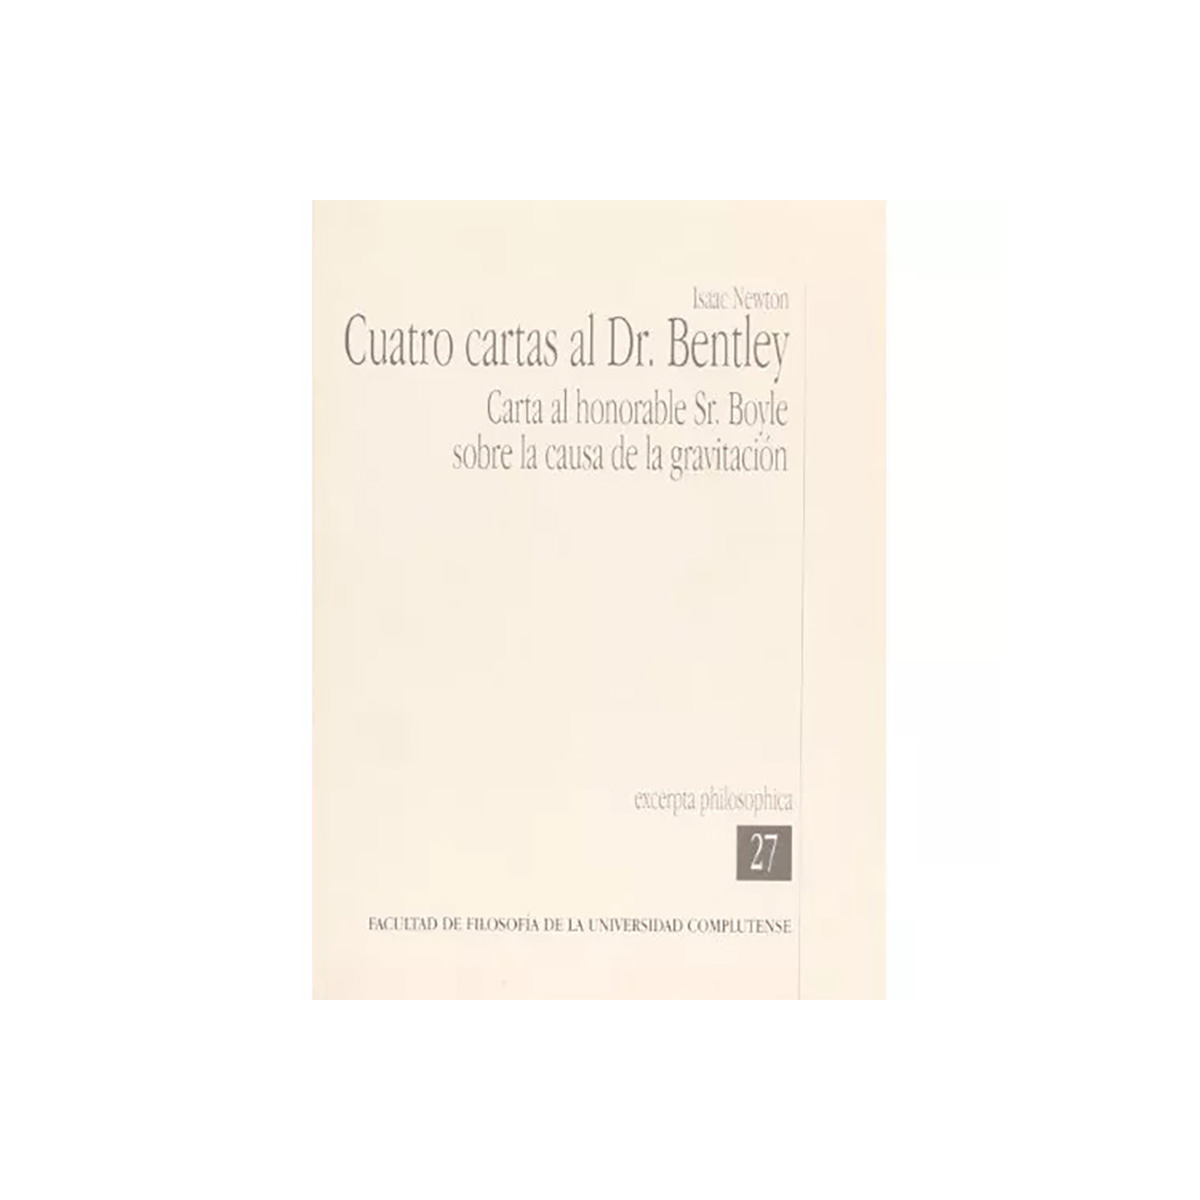 Isaac Newton
Cuatro cartas al Dr. Bentley
Carta al honorable Sr. Boyle
sobre la causa de la gravitación
excerpta philosophica
27
FACULTAD DE FILOSOFÍA DE LA UNIVERSIDAD COMPLUTENSE